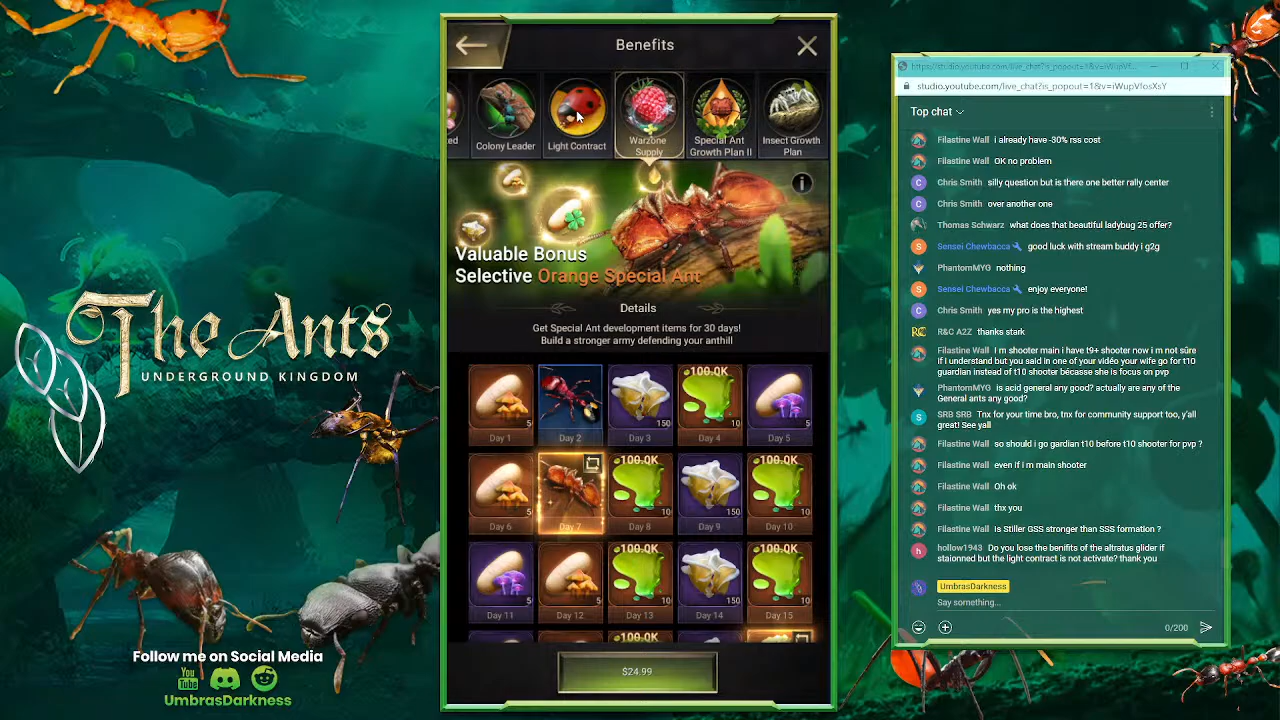 The Ants
UNDERGROUND KINGDOM
Follow me on Social Media
You
Tube
UmbrasDarkness
Benefits
ed
Colony Leader
Light Contract
Warzone
Supply
Special Ant
Growth Plan II
Insect Growth
Plan
Valuable Bonus
Selective Orange Special Ant
Details
Get Special Ant development items for 30 days!
Build a stronger army defending your anthill
5
150
100.0K
10
5
Day 1
Day 2
Day 3
Day 4
Day 5
5
100.0K
10
150
100.0K
10
Day 6
Day 7
Day 8
Day 9
Day 10
5
5
100.0K
10
150
100.0K
10
Day 11
Day 12
Day 13
Day 14
Day 15
100.0K
$24.99
https://studio.youtube.com/live_chat?is_popout=1&v=iWupVf...
studio.youtube.com/live_chat?is_popout=1&v=iWupVfosXsY
Top chat
Filastine Wall i already have -30% rss cost
Filastine Wall OK no problem
C Chris Smith silly question but is there one better rally center
C Chris Smith over another one
Thomas Schwarz what does that beautiful ladybug 25 offer?
S Sensei Chewbacca good luck with stream buddy i g2g
PhantomMYG nothing
S Sensei Chewbacca enjoy everyone!
C Chris Smith yes my pro is the highest
R&C A2Z thanks stark
Filastine Wall I m shooter main i have t9+ shooter now i m not sûre
if I understand but you said in one of your vidéo your wife go for t10
guardian instead of t10 shooter bécasse she is focus on pvp
PhantomMYG is acid general any good? actually are any of the
General ants any good?
S SRB SRB Tnx for your time bro, tnx for community support too, y'all
great! See yall
Filastine Wall so should i go gardian t10 before t10 shooter for pvp ?
Filastine Wall even if i m main shooter
Filastine Wall Oh ok
Filastine Wall thx you
Filastine Wall Is Stiller GSS stronger than SSS formation ?
h hollow1943 Do you lose the benifits of the altratus glider if
staionned but the light contract is not activate? thank you
UmbrasDarkness
Say something...
0/200